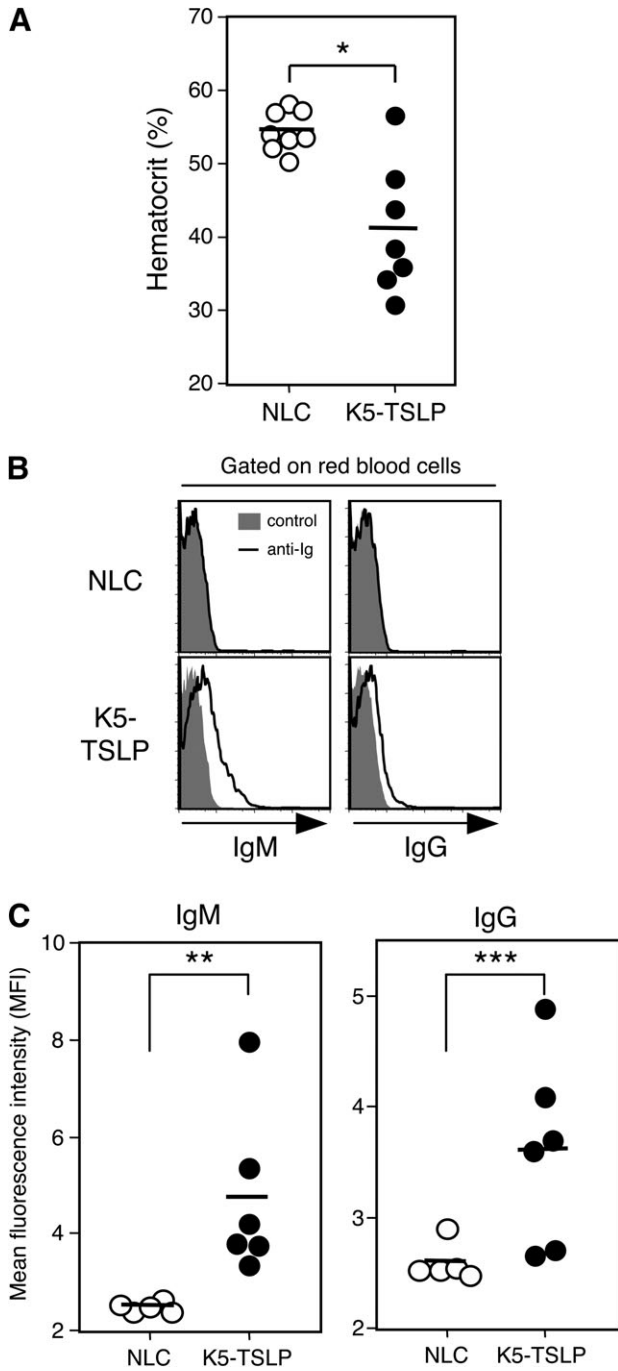 A
70
60
50
40
30
20
Hematocrit (%)
*
NLC K5-TSLP
B
Gated on red blood cells
control
anti-Ig
NLC
K5-
TSLP
IgM IgG
C
IgM IgG
Mean fluorescence intensity (MFI)
10
8
6
4
2
**
NLC K5-TSLP
5
4
3
2
***
NLC K5-TSLP